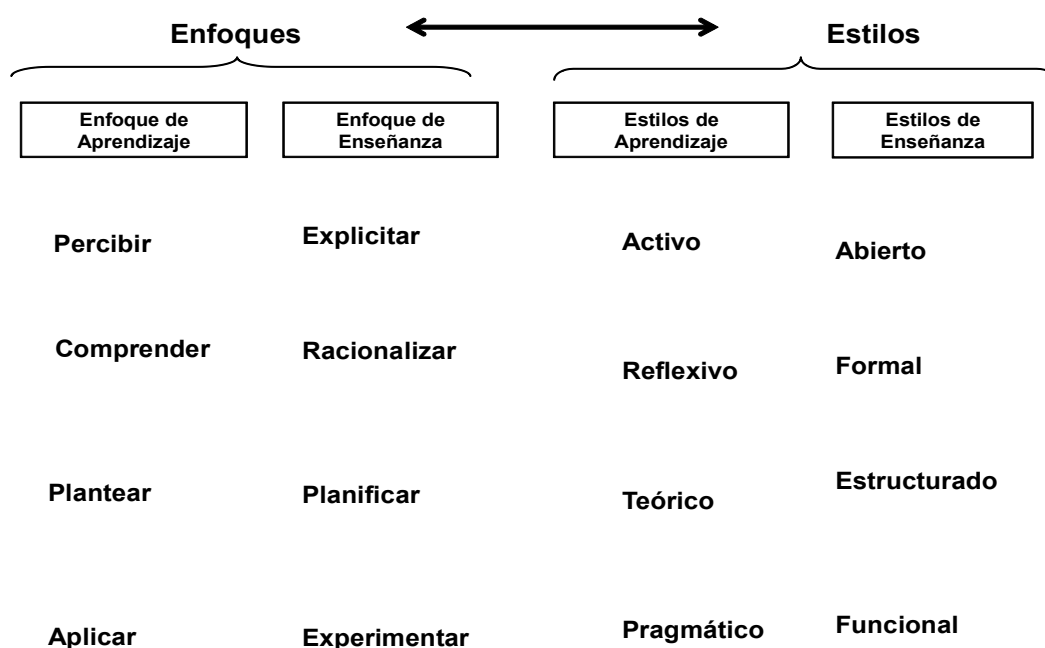 Enfoques
Estilos
Enfoque de
Aprendizaje
Enfoque de
Enseñanza
Estilos de
Aprendizaje
Estilos de
Enseñanza
Percibir
Explicitar
Activo
Abierto
Comprender
Racionalizar
Reflexivo
Formal
Plantear
Planificar
Teórico
Estructurado
Aplicar
Experimentar
Pragmático
Funcional